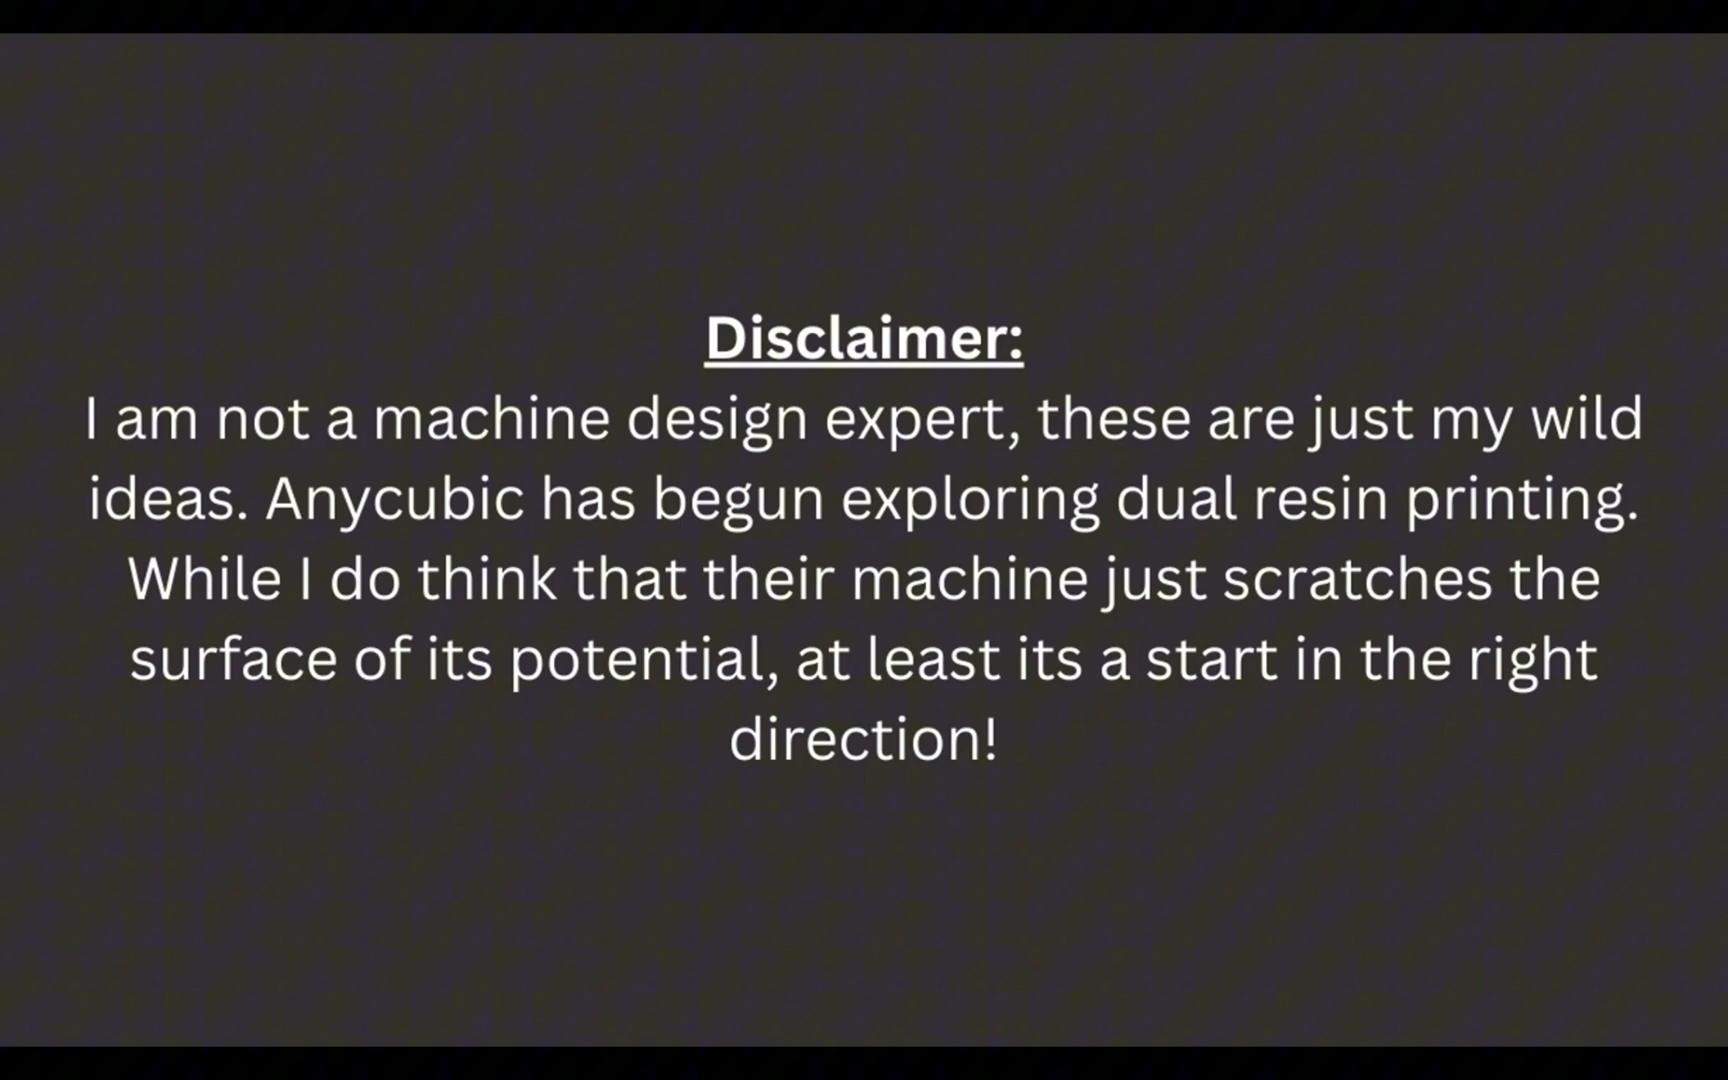 Disclaimer:
I am not a machine design expert, these are just my wild
ideas. Anycubic has begun exploring dual resin printing.
While I do think that their machine just scratches the
surface of its potential, at least its a start in the right
direction!